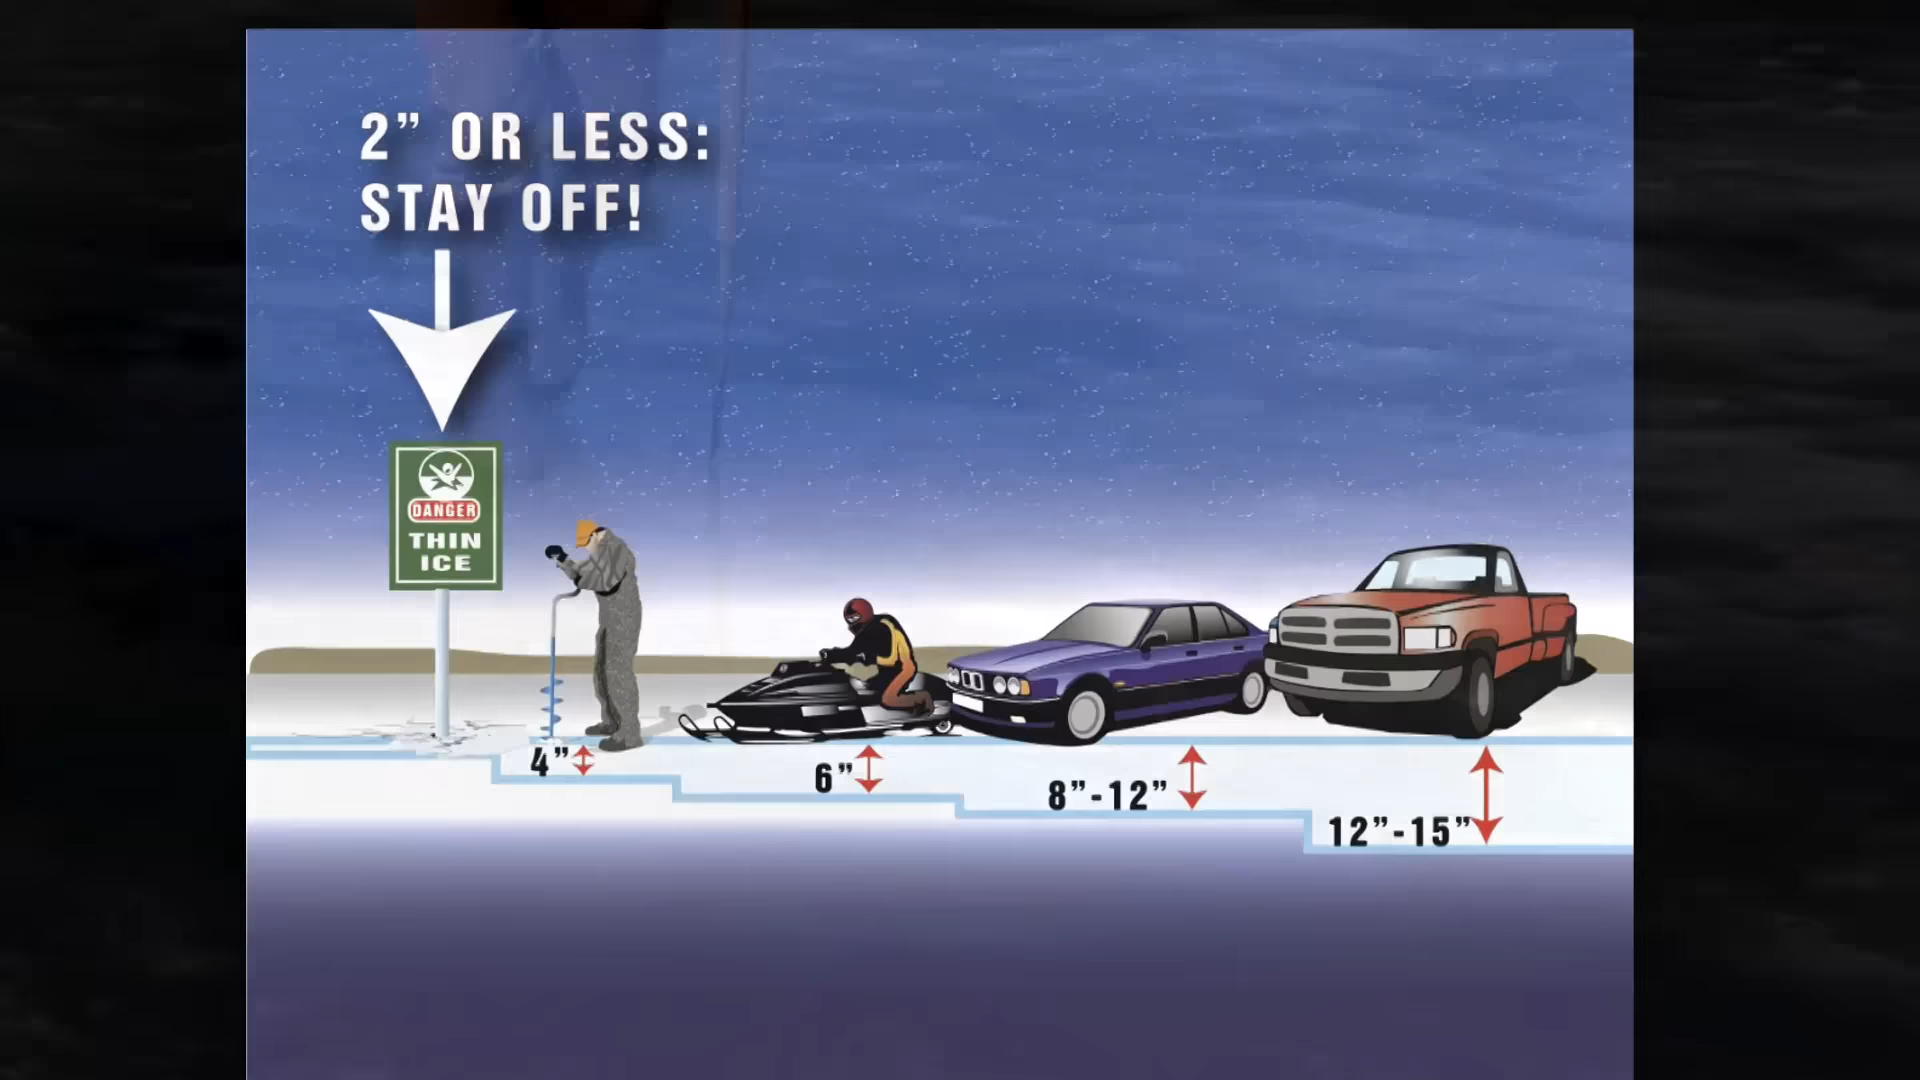 2” OR LESS:
STAY OFF!
DANGER
THIN
ICE
4”
6”
8”-12”
12”-15”